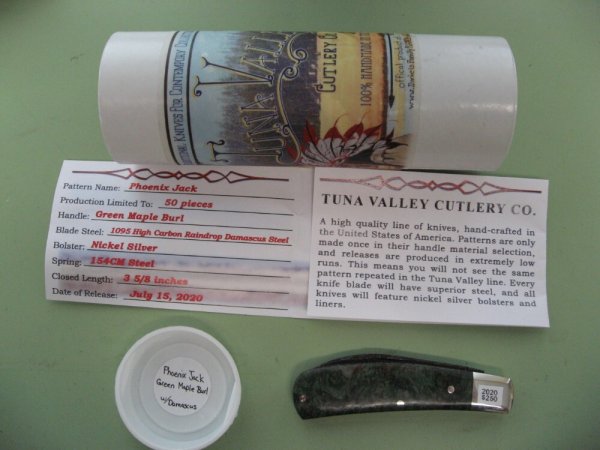 TUNA VALLEY
CUTLERY CO.
100% HANDMADE
Pattern Name: Phoenix Jack
Production Limited To: 50 pieces
Handle: Green Maple Burl
Blade Steel: 1095 High Carbon Raindrop Damascus Steel
Bolster: Nickel Silver
Spring: 154CM Steel
Closed Length: 3 5/8 inches
Date of Release: July 15, 2020
TUNA VALLEY CUTLERY CO.
A high quality line of knives, hand-crafted in
the United States of America. Patterns are only
made once in their handle material selection,
and releases are produced in extremely low
runs. This means you will not see the same
pattern repeated in the Tuna Valley line. Every
knife blade will have superior steel, and all
knives will feature nickel silver bolsters and
liners.
Phoenix Jack
Green Maple Burl
w/Damascus
2020
$250